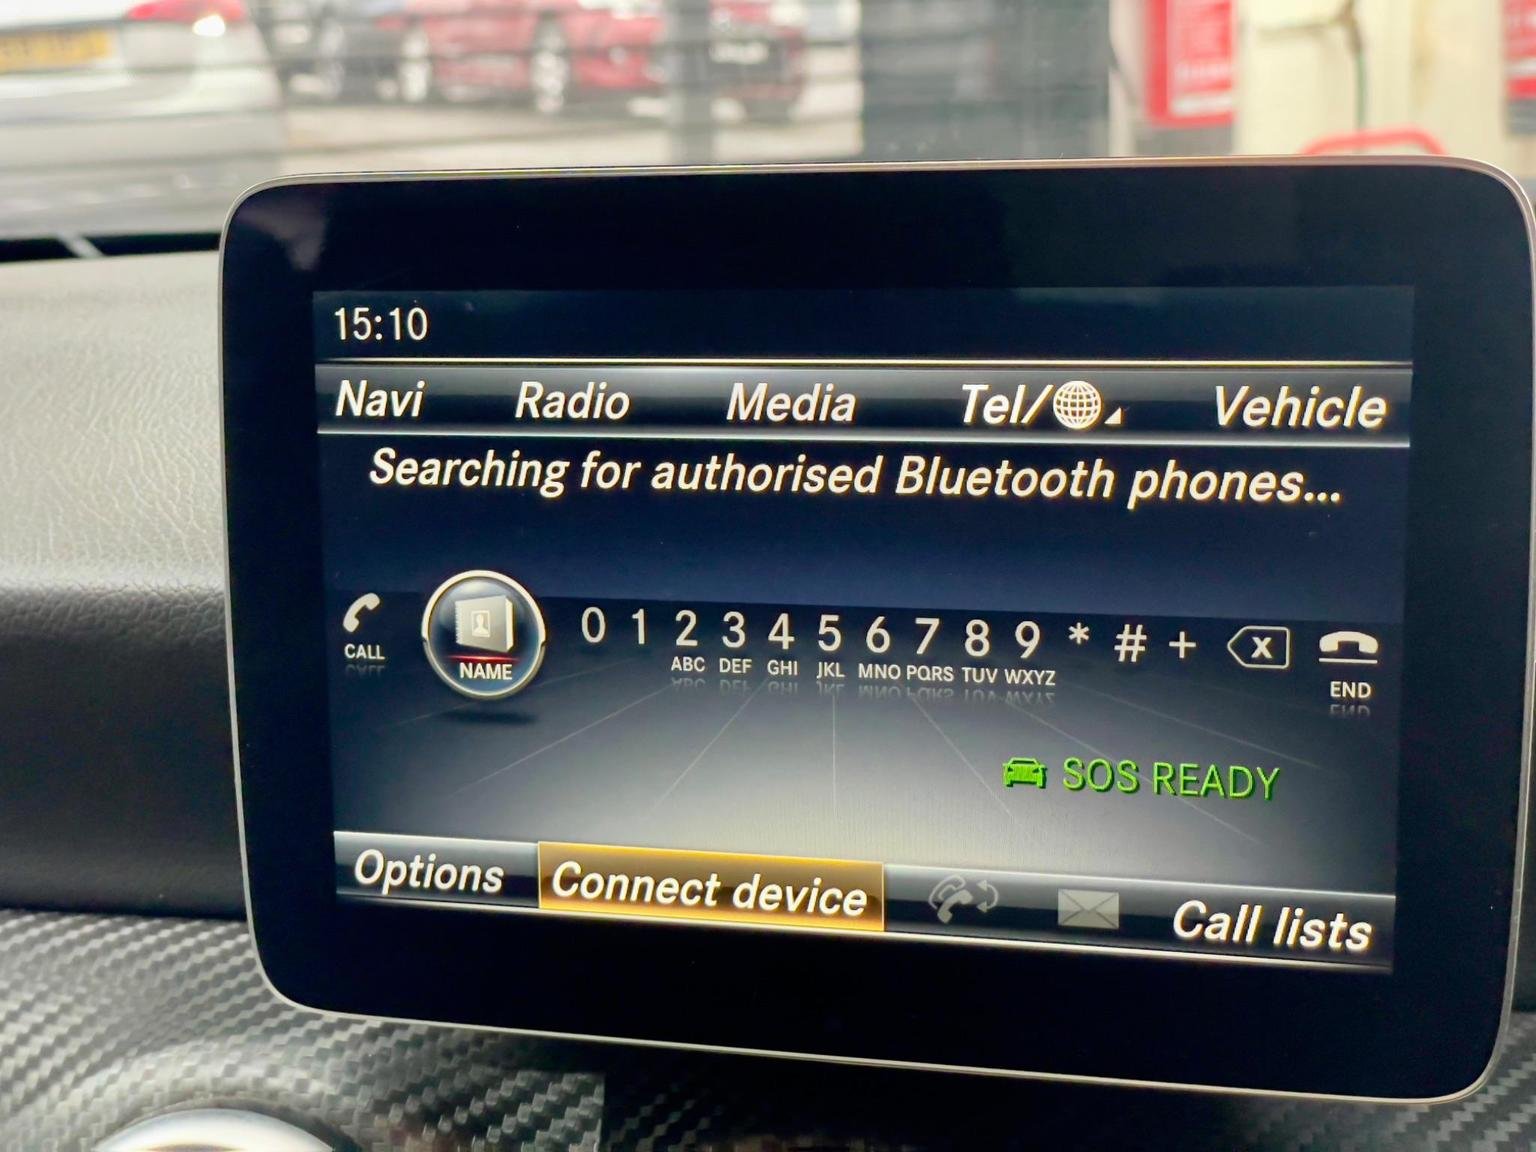 15:10
Navi Radio Media Tel/ Vehicle
Searching for authorised Bluetooth phones...
0 1 2 3 4 5 6 7 8 9 * # + x
CALL NAME ABC DEF GHI JKL MNO PQRS TUV WXYZ END
SOS READY
Options Connect device Call lists